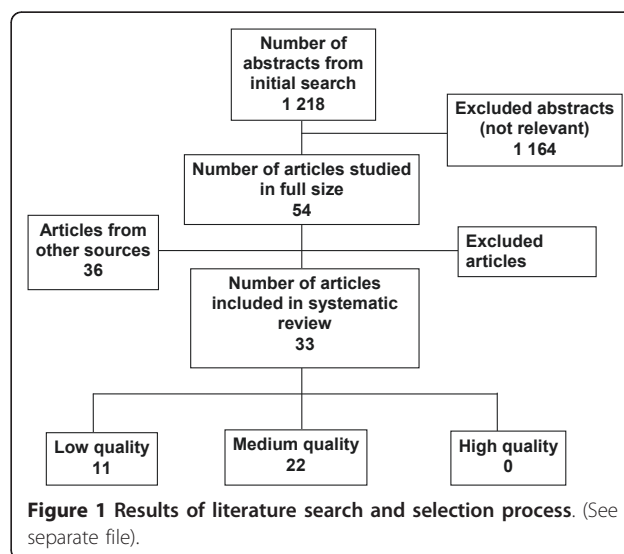 Number of
abstracts from
initial search
1 218
Excluded abstracts
(not relevant)
1 164
Number of articles studied
in full size
54
Articles from
other sources
36
Excluded
articles
Number of articles
included in systematic
review
33
Low quality
11
Medium quality
22
High quality
0
Figure 1 Results of literature search and selection process. (See
separate file).